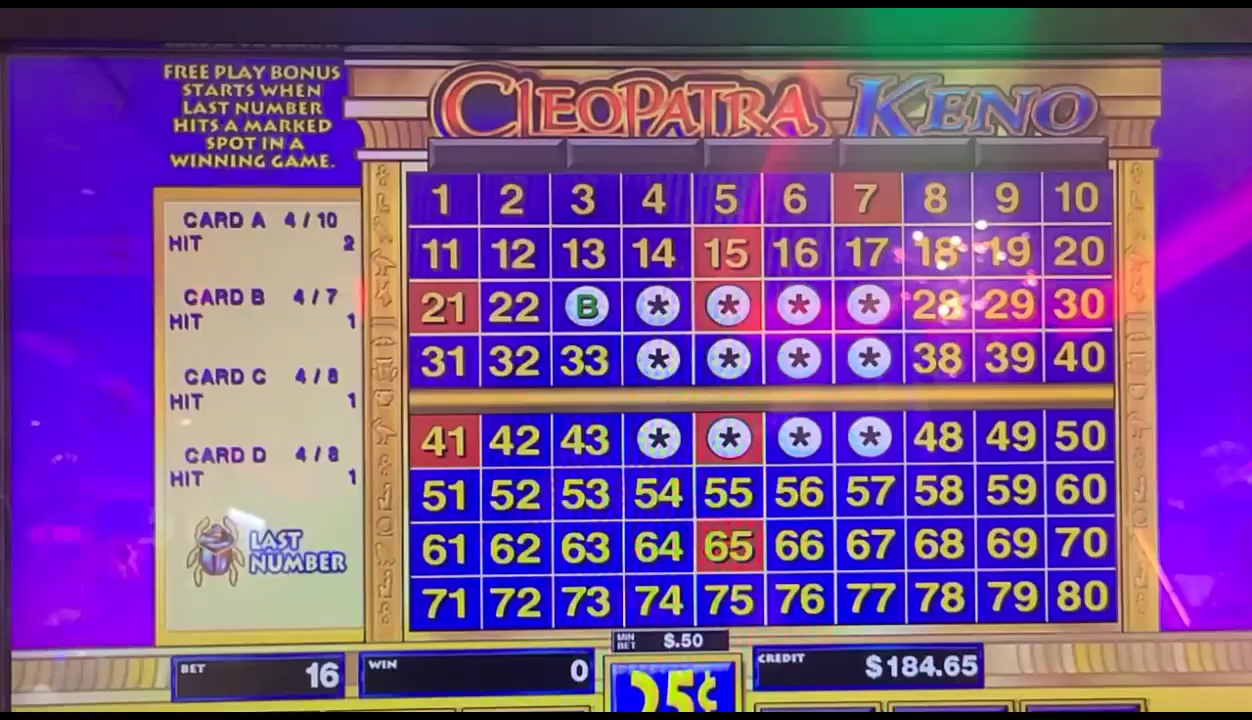 FREE PLAY BONUS
STARTS WHEN
LAST NUMBER
HITS A MARKED
SPOT IN A
WINNING GAME.
CLEOPATRA KENO
CARD A 4/10
HIT 2
CARD B 4/7
HIT 1
CARD C 4/8
HIT 1
CARD D 4/8
HIT 1
LAST
NUMBER
1 2 3 4 5 6 7 8 9 10
11 12 13 14 15 16 17 18 19 20
21 22 B * * * * 28 29 30
31 32 33 * * * * 38 39 40
41 42 43 * * * * 48 49 50
51 52 53 54 55 56 57 58 59 60
61 62 63 64 65 66 67 68 69 70
71 72 73 74 75 76 77 78 79 80
MIN BET $.50
BET 16
WIN 0
25¢
CREDIT $184.65